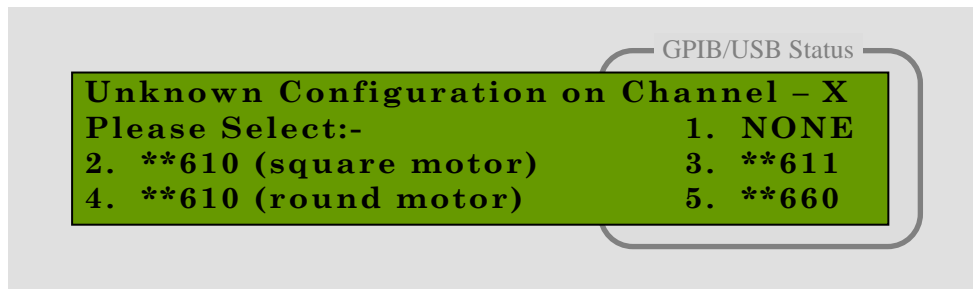 GPIB/USB Status
Unknown Configuration on Channel – X
Please Select:- 1. NONE
2. **610 (square motor) 3. **611
4. **610 (round motor) 5. **660